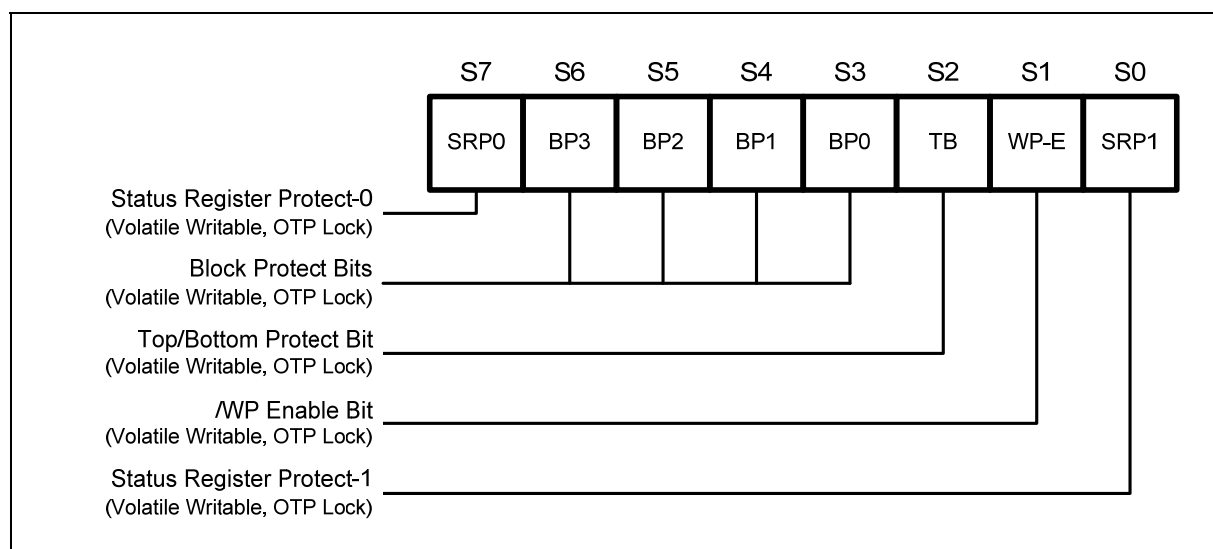 S7 S6 S5 S4 S3 S2 S1 S0
SRP0 BP3 BP2 BP1 BP0 TB WP-E SRP1
Status Register Protect-0
(Volatile Writable, OTP Lock)
Block Protect Bits
(Volatile Writable, OTP Lock)
Top/Bottom Protect Bit
(Volatile Writable, OTP Lock)
/WP Enable Bit
(Volatile Writable, OTP Lock)
Status Register Protect-1
(Volatile Writable, OTP Lock)